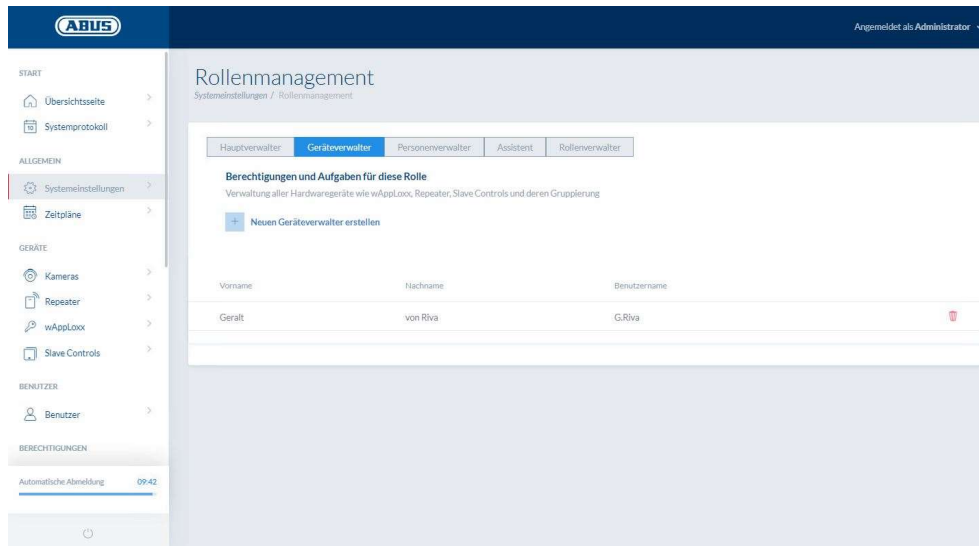 ABUS
Angemeldet als Administrator
START
Übersichtsseite
10
Systemprotokoll
ALLGEMEIN
Systemeinstellungen
Zeitpläne
GERÄTE
Kameras
Repeater
wAppLoxx
Slave Controls
BENUTZER
Benutzer
BERECHTIGUNGEN
Automatische Abmeldung 09:42
Rollenmanagement
Systemeinstellungen / Rollenmanagement
Hauptverwalter Geräteverwalter Personenverwalter Assistent Rollenverwalter
Berechtigungen und Aufgaben für diese Rolle
Verwaltung aller Hardwaregeräte wie wAppLoxx, Repeater, Slave Controls und deren Gruppierung
+ Neuen Geräteverwalter erstellen
Vorname Nachname Benutzername
Geralt von Riva G.Riva